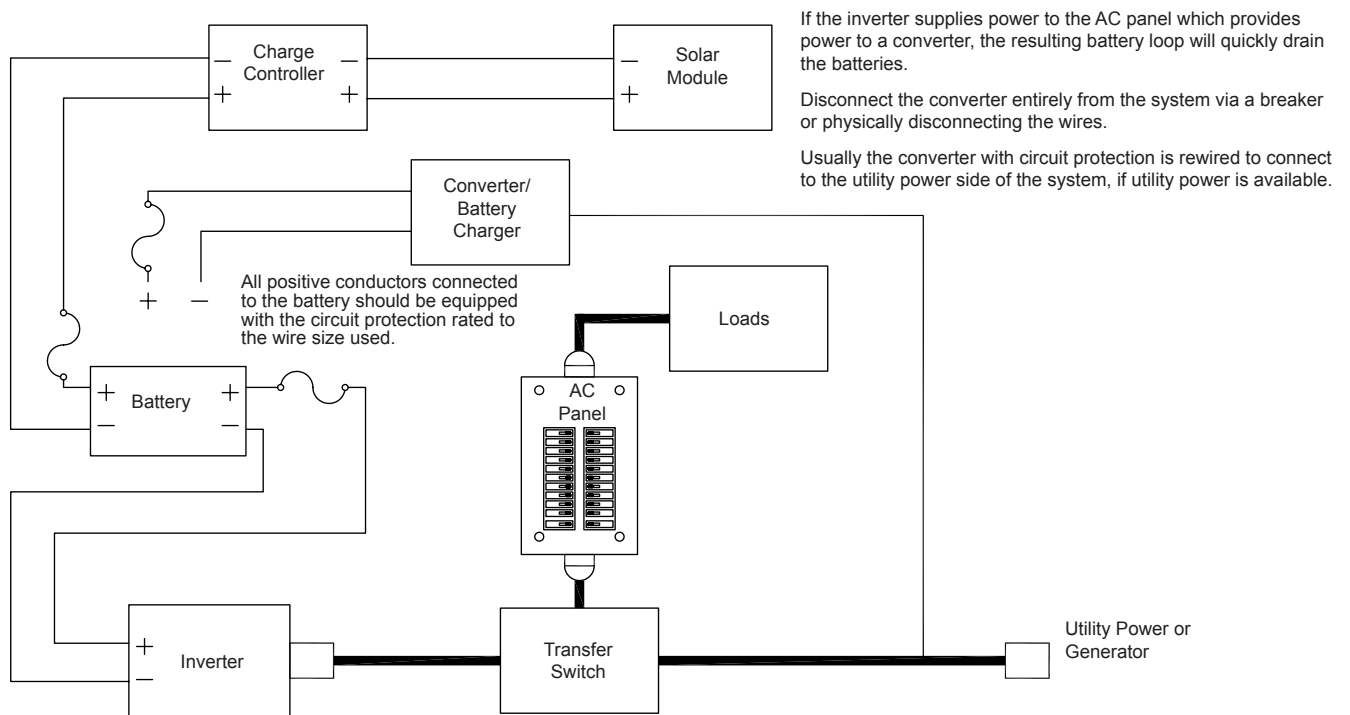 If the inverter supplies power to the AC panel which provides
power to a converter, the resulting battery loop will quickly drain
the batteries.
Disconnect the converter entirely from the system via a breaker
or physically disconnecting the wires.
Usually the converter with circuit protection is rewired to connect
to the utility power side of the system, if utility power is available.
Charge
Controller
− −
+ +
Solar
Module
−
+
Converter/
Battery
Charger
+ −
All positive conductors connected
to the battery should be equipped
with the circuit protection rated to
the wire size used.
Loads
AC
Panel
Battery
+ +
− −
Inverter
+
−
Transfer
Switch
Utility Power or
Generator